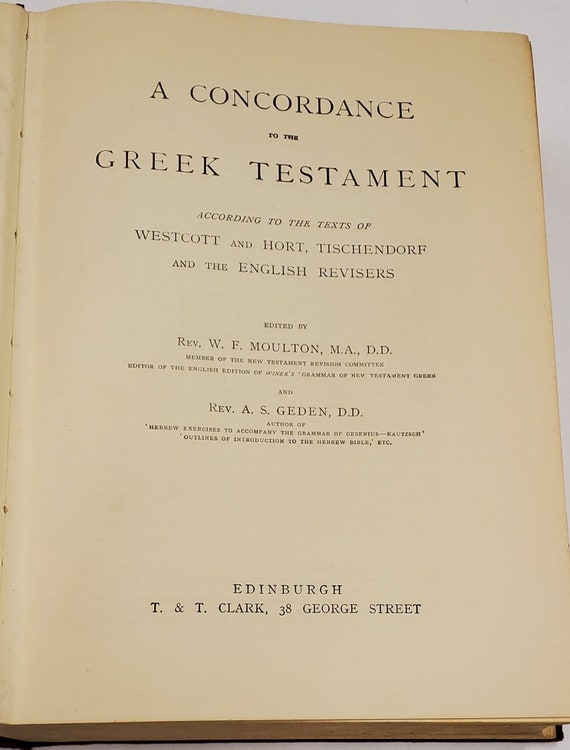 A CONCORDANCE
TO THE
GREEK TESTAMENT
ACCORDING TO THE TEXTS OF
WESTCOTT AND HORT, TISCHENDORF
AND THE ENGLISH REVISERS
EDITED BY
REV. W. F. MOULTON, M.A., D.D.
MEMBER OF THE NEW TESTAMENT REVISION COMMITTEE
EDITOR OF THE ENGLISH EDITION OF WINER'S 'GRAMMAR OF NEW TESTAMENT GREEK
AND
REV. A. S. GEDEN, D.D.
AUTHOR OF
'HEBREW EXERCISES TO ACCOMPANY THE GRAMMAR OF GESENIUS—KAUTZSCH'
'OUTLINES OF INTRODUCTION TO THE HEBREW BIBLE,' ETC.
EDINBURGH
T. & T. CLARK, 38 GEORGE STREET